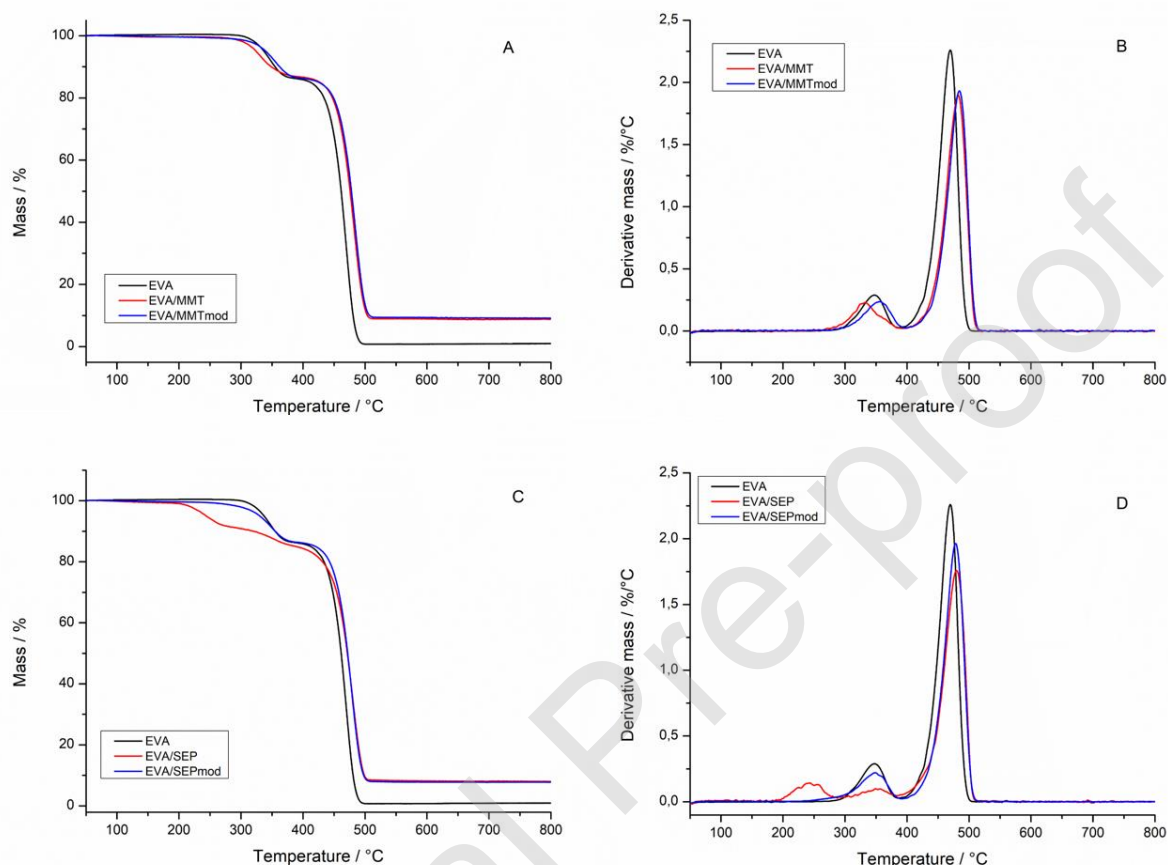 A
Mass / %
100
80
60
40
20
0
EVA
EVA/MMT
EVA/MMTmod
100 200 300 400 500 600 700 800
Temperature / °C
B
Derivative mass / %/°C
2,5
2,0
1,5
1,0
0,5
0,0
EVA
EVA/MMT
EVA/MMTmod
100 200 300 400 500 600 700 800
Temperature / °C
C
Mass / %
100
80
60
40
20
0
EVA
EVA/SEP
EVA/SEPmod
100 200 300 400 500 600 700 800
Temperature / °C
D
Derivative mass / %/°C
2,5
2,0
1,5
1,0
0,5
0,0
EVA
EVA/SEP
EVA/SEPmod
100 200 300 400 500 600 700 800
Temperature / °C
al Pre-proof